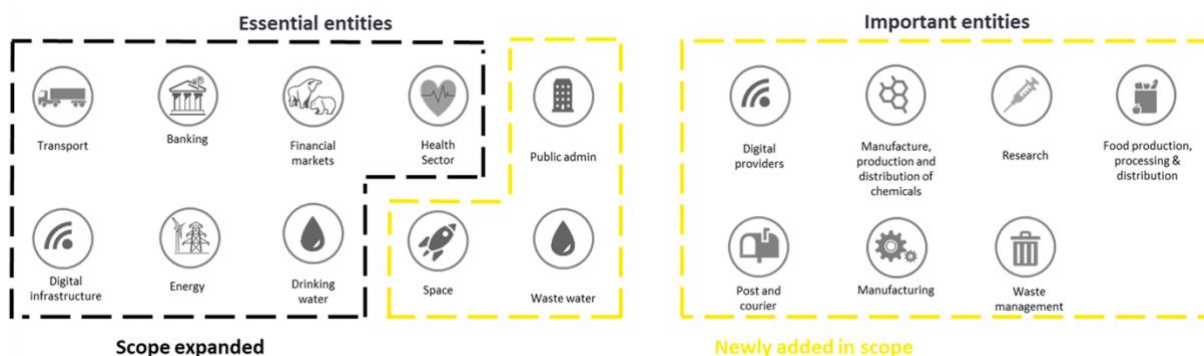 Essential entities
Important entities
Transport
Banking
Financial
markets
Health
Sector
Public admin
Digital
providers
Manufacture,
production and
distribution of
chemicals
Research
Food production,
processing &
distribution
Digital
infrastructure
Energy
Drinking
water
Space
Waste water
Post and
courier
Manufacturing
Waste
management
Scope expanded
Newly added in scope